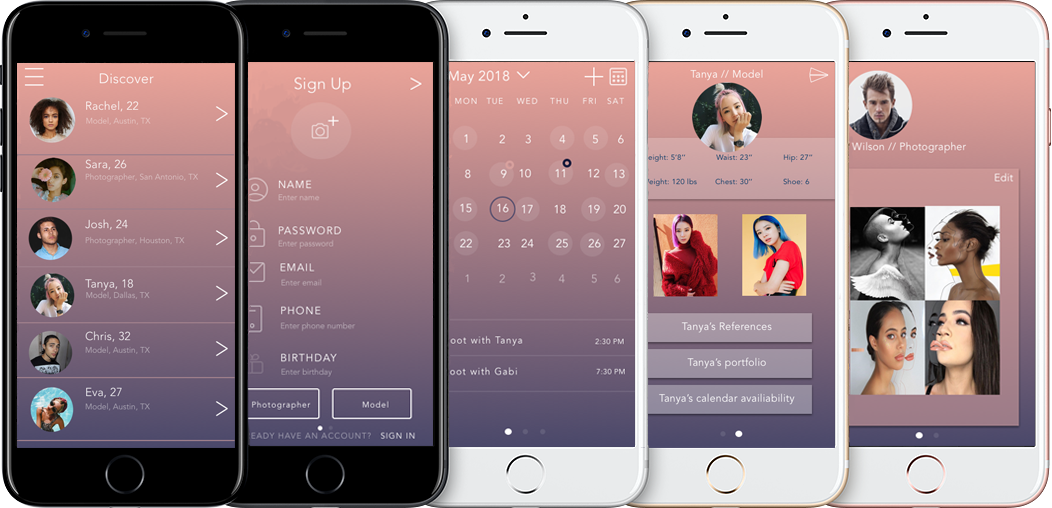 Discover
Rachel, 22
Model, Austin, TX
Sara, 26
Photographer, San Antonio, TX
Josh, 24
Photographer, Houston, TX
Tanya, 18
Model, Dallas, TX
Chris, 32
Model, Austin, TX
Eva, 27
Model, Austin, TX
Sign Up
NAME
Enter name
PASSWORD
Enter password
EMAIL
Enter email
PHONE
Enter phone number
BIRTHDAY
Enter birthday
Photographer Model
EADY HAVE AN ACCOUNT? SIGN IN
May 2018
MON TUE WED THU FRI SAT
1 2 3 4 5 6
8 9 10 11 12 13
15 16 17 18 19 20
22 23 24 25 26 27
1 2 3 4 5 6
oot with Tanya 2:30 PM
oot with Gabi 7:30 PM
Tanya // Model
eight: 5'8" Waist: 23" Hip: 27"
Weight: 120 lbs Chest: 30" Shoe: 6
Tanya's References
Tanya's portfolio
Tanya's calendar availiability
Wilson // Photographer
Edit